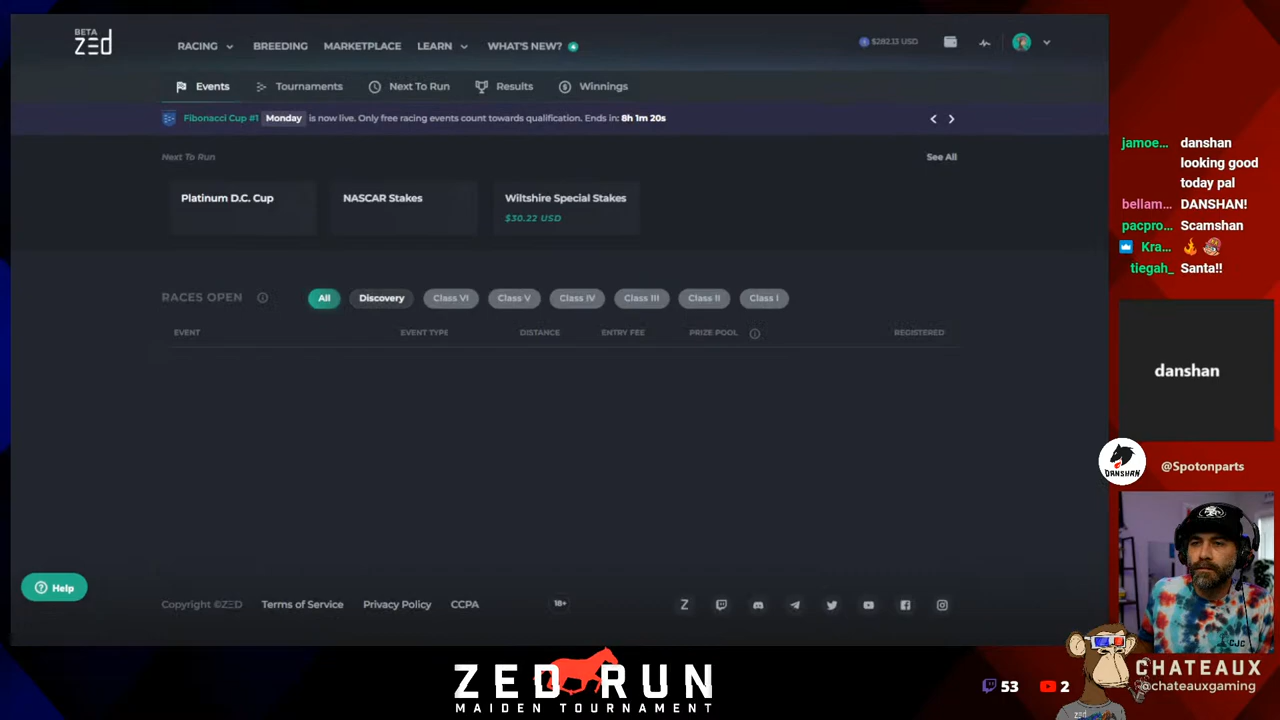 BETA
zed
RACING
BREEDING
MARKETPLACE
LEARN
WHAT'S NEW?
$282.13 USD
Events
Tournaments
Next To Run
Results
Winnings
Fibonacci Cup #1 Monday is now live. Only free racing events count towards qualification. Ends in: 8h 1m 20s
Next To Run
See All
Platinum D.C. Cup
NASCAR Stakes
Wiltshire Special Stakes
$30.22 USD
RACES OPEN
All
Discovery
Class VI
Class V
Class IV
Class III
Class II
Class I
EVENT
EVENT TYPE
DISTANCE
ENTRY FEE
PRIZE POOL
REGISTERED
Help
Copyright ©ZED
Terms of Service
Privacy Policy
CCPA
18+
Z
jamoe... danshan
looking good
today pal
bellam... DANSHAN!
pacpro... Scamshan
Kra...
tiegah_ Santa!!
danshan
DANSHAN
@Spotonparts
CJC
ZED RUN
MAIDEN TOURNAMENT
53
2
CHATEAUX
@chateauxgaming
zed